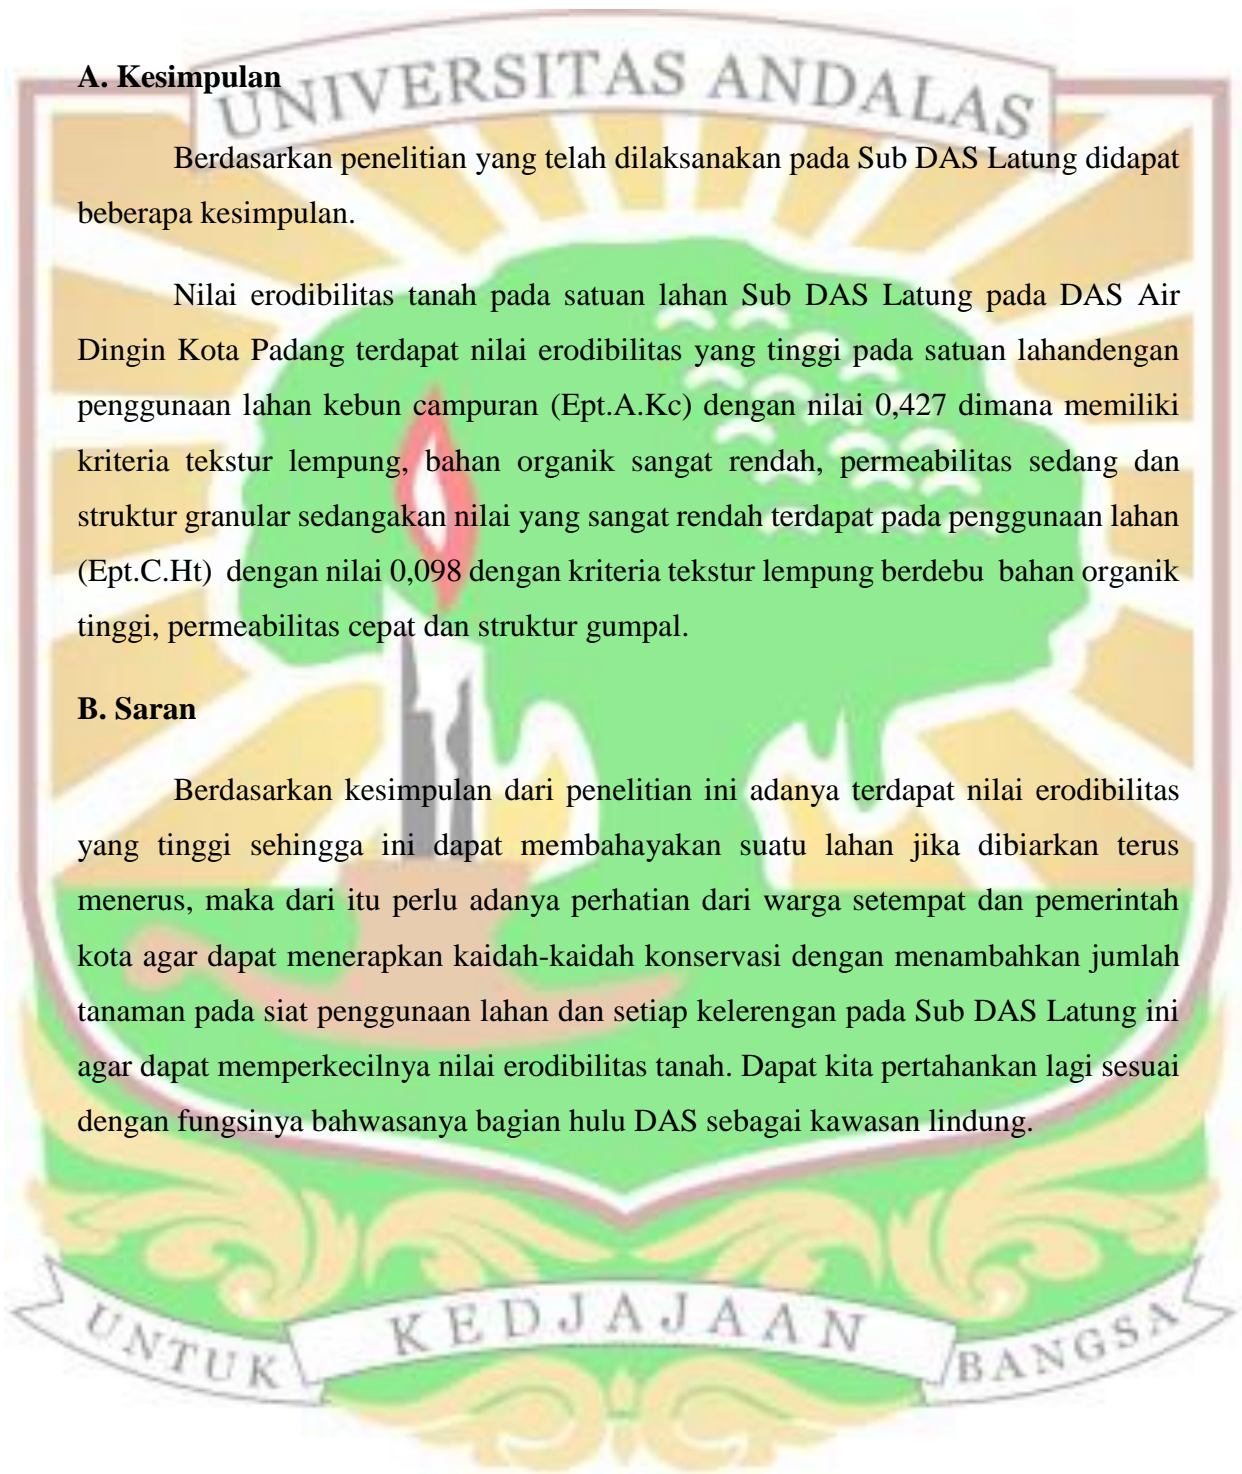 A. Kesimpulan
UNIVERSITAS ANDALAS
Berdasarkan penelitian yang telah dilaksanakan pada Sub DAS Latung didapat
beberapa kesimpulan.
Nilai erodibilitas tanah pada satuan lahan Sub DAS Latung pada DAS Air
Dingin Kota Padang terdapat nilai erodibilitas yang tinggi pada satuan lahandengan
penggunaan lahan kebun campuran (Ept.A.Kc) dengan nilai 0,427 dimana memiliki
kriteria tekstur lempung, bahan organik sangat rendah, permeabilitas sedang dan
struktur granular sedangakan nilai yang sangat rendah terdapat pada penggunaan lahan
(Ept.C.Ht) dengan nilai 0,098 dengan kriteria tekstur lempung berdebu bahan organik
tinggi, permeabilitas cepat dan struktur gumpal.
B. Saran
Berdasarkan kesimpulan dari penelitian ini adanya terdapat nilai erodibilitas
yang tinggi sehingga ini dapat membahayakan suatu lahan jika dibiarkan terus
menerus, maka dari itu perlu adanya perhatian dari warga setempat dan pemerintah
kota agar dapat menerapkan kaidah-kaidah konservasi dengan menambahkan jumlah
tanaman pada siat penggunaan lahan dan setiap kelerengan pada Sub DAS Latung ini
agar dapat memperkecilnya nilai erodibilitas tanah. Dapat kita pertahankan lagi sesuai
dengan fungsinya bahwasanya bagian hulu DAS sebagai kawasan lindung.
UNTUK KEDJAJAAN BANGSA